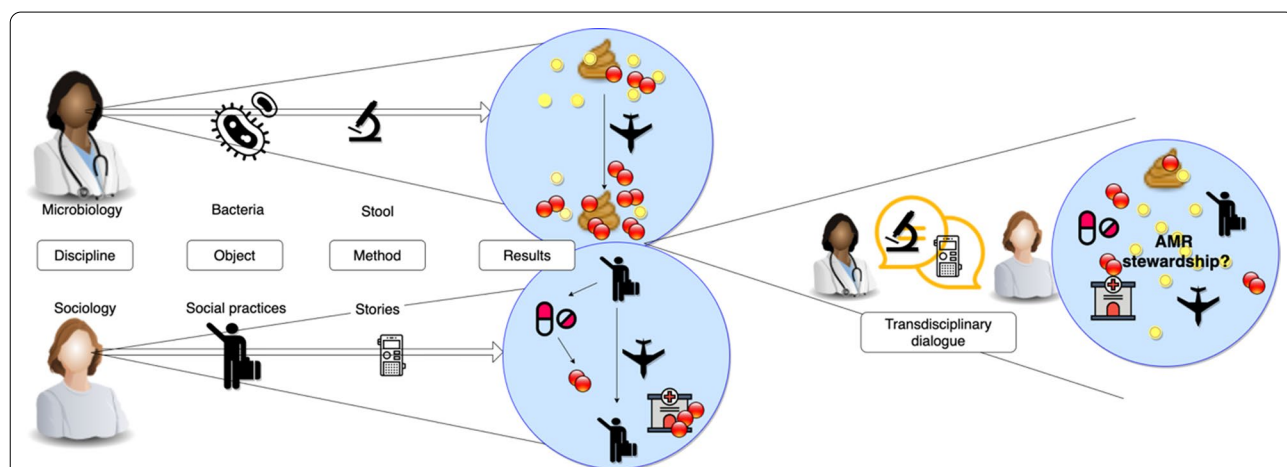 Microbiology
Bacteria
Stool
Discipline
Object
Method
Results
Sociology
Social practices
Stories
Transdisciplinary
dialogue
AMR
stewardship?